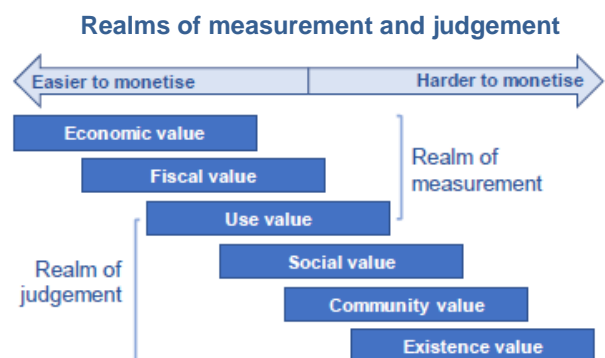 Realms of measurement and judgement
Easier to monetise
Harder to monetise
Economic value
Fiscal value
Realm of
measurement
Use value
Social value
Realm of
judgement
Community value
Existence value